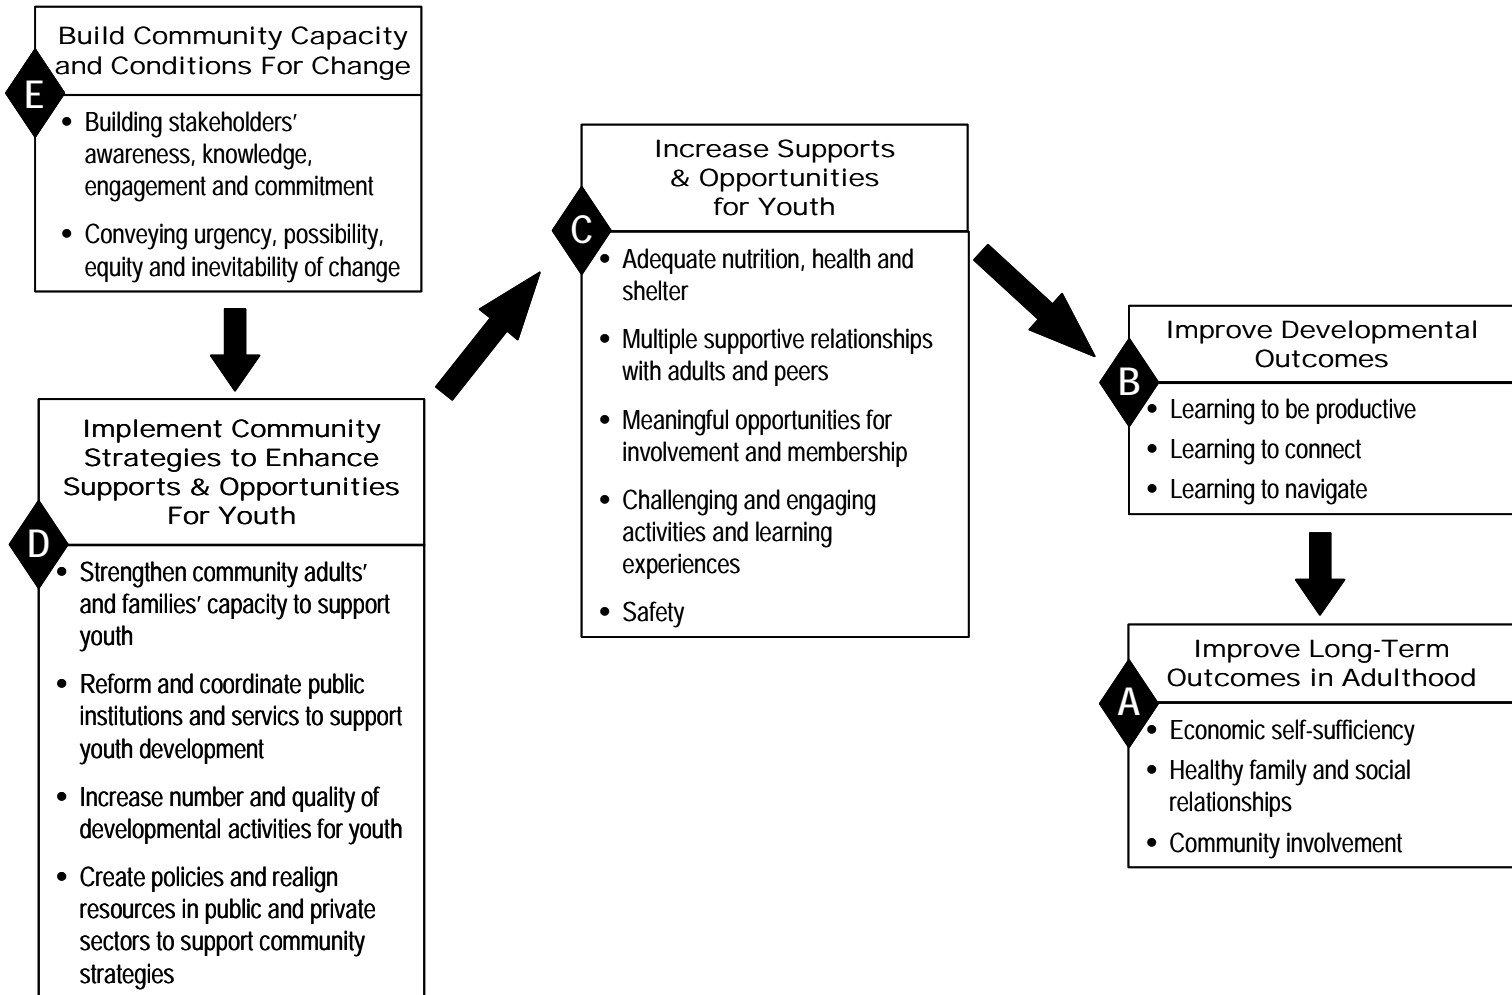 Build Community Capacity
and Conditions For Change
E
• Building stakeholders'
awareness, knowledge,
engagement and commitment
• Conveying urgency, possibility,
equity and inevitability of change
Implement Community
Strategies to Enhance
Supports & Opportunities
For Youth
D
• Strengthen community adults'
and families' capacity to support
youth
• Reform and coordinate public
institutions and servics to support
youth development
• Increase number and quality of
developmental activities for youth
• Create policies and realign
resources in public and private
sectors to support community
strategies
Increase Supports
& Opportunities
for Youth
C
• Adequate nutrition, health and
shelter
• Multiple supportive relationships
with adults and peers
• Meaningful opportunities for
involvement and membership
• Challenging and engaging
activities and learning
experiences
• Safety
Improve Developmental
Outcomes
B
• Learning to be productive
• Learning to connect
• Learning to navigate
Improve Long-Term
Outcomes in Adulthood
A
• Economic self-sufficiency
• Healthy family and social
relationships
• Community involvement